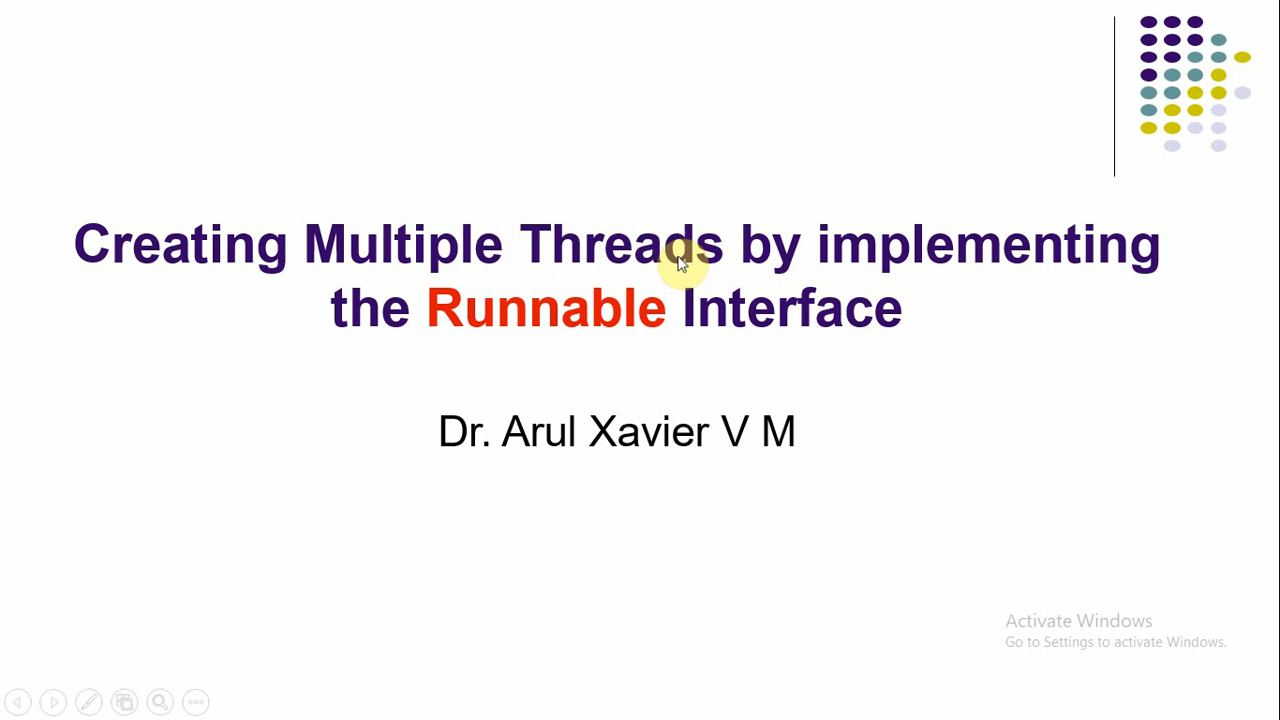 Creating Multiple Threads by implementing
the Runnable Interface
Dr. Arul Xavier V M
Activate Windows
Go to Settings to activate Windows.